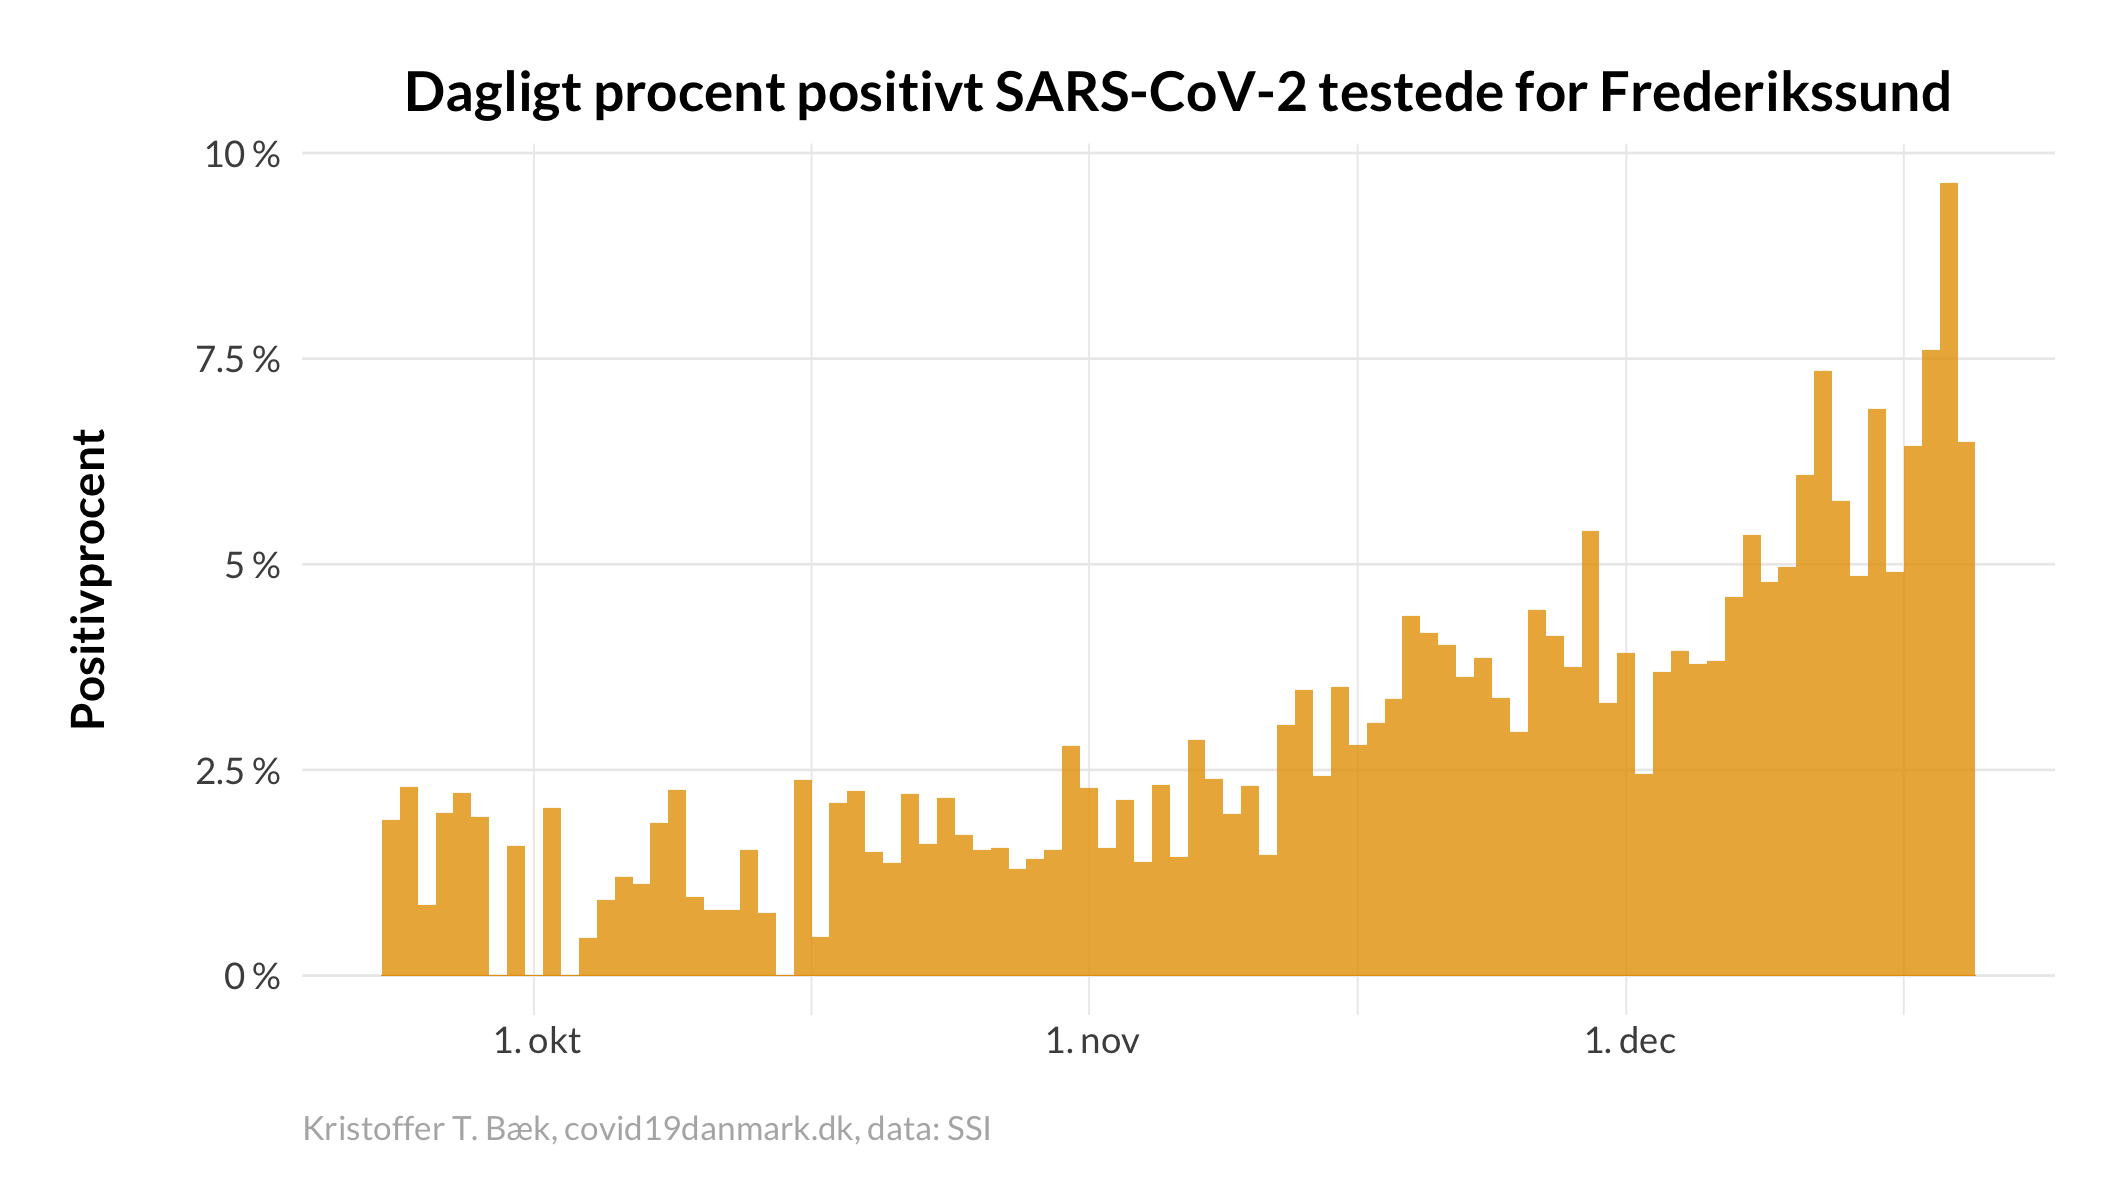 Dagligt procent positivt SARS-CoV-2 testede for Frederikssund
10 %
7.5 %
5 %
2.5 %
0 %
Positivprocent
1. okt
1. nov
1. dec
Kristoffer T. Bæk, covid19danmark.dk, data: SSI